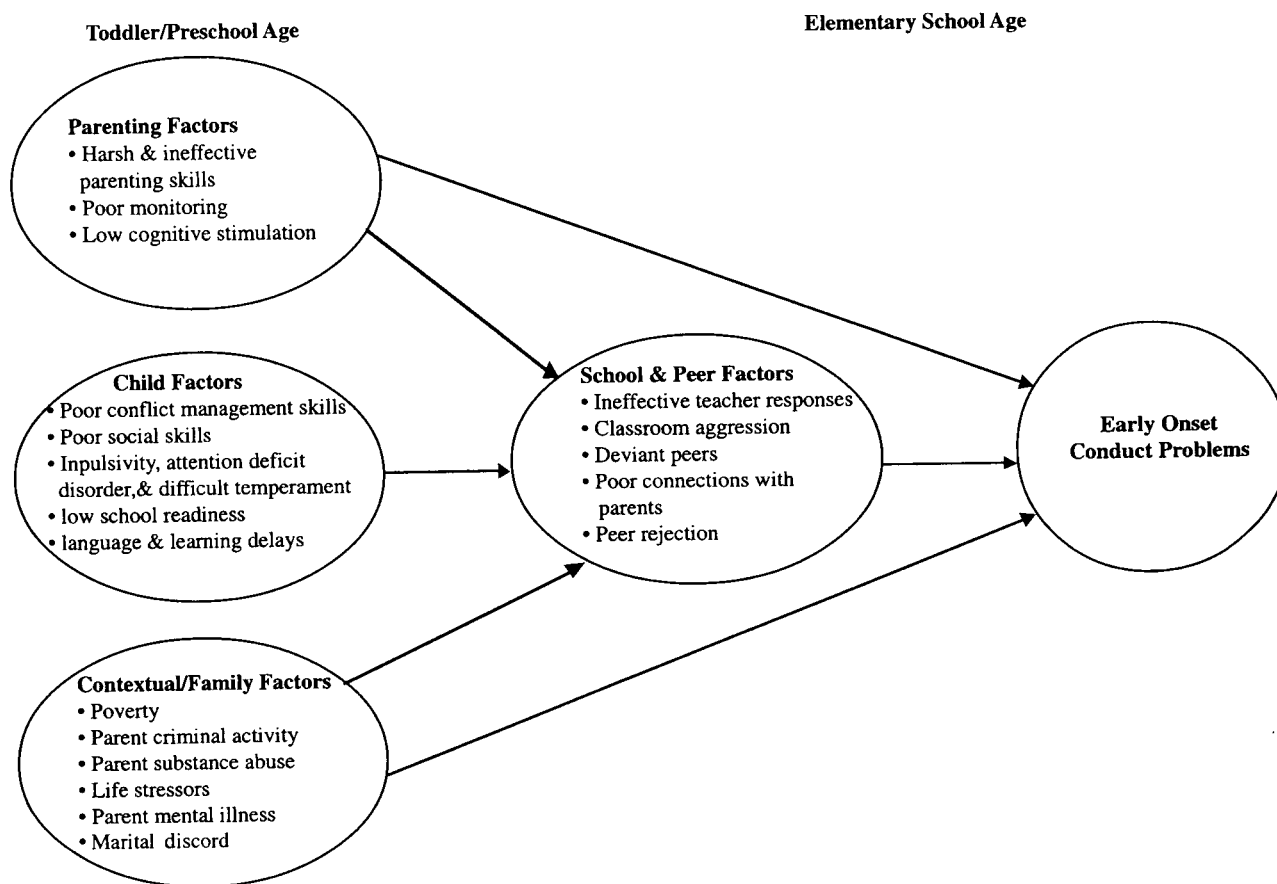 Toddler/Preschool Age
Elementary School Age
Parenting Factors
• Harsh & ineffective
parenting skills
• Poor monitoring
• Low cognitive stimulation
Child Factors
• Poor conflict management skills
• Poor social skills
• Inpulsivity, attention deficit
disorder,& difficult temperament
• low school readiness
• language & learning delays
Contextual/Family Factors
• Poverty
• Parent criminal activity
• Parent substance abuse
• Life stressors
• Parent mental illness
• Marital discord
School & Peer Factors
• Ineffective teacher responses
• Classroom aggression
• Deviant peers
• Poor connections with
parents
• Peer rejection
Early Onset
Conduct Problems